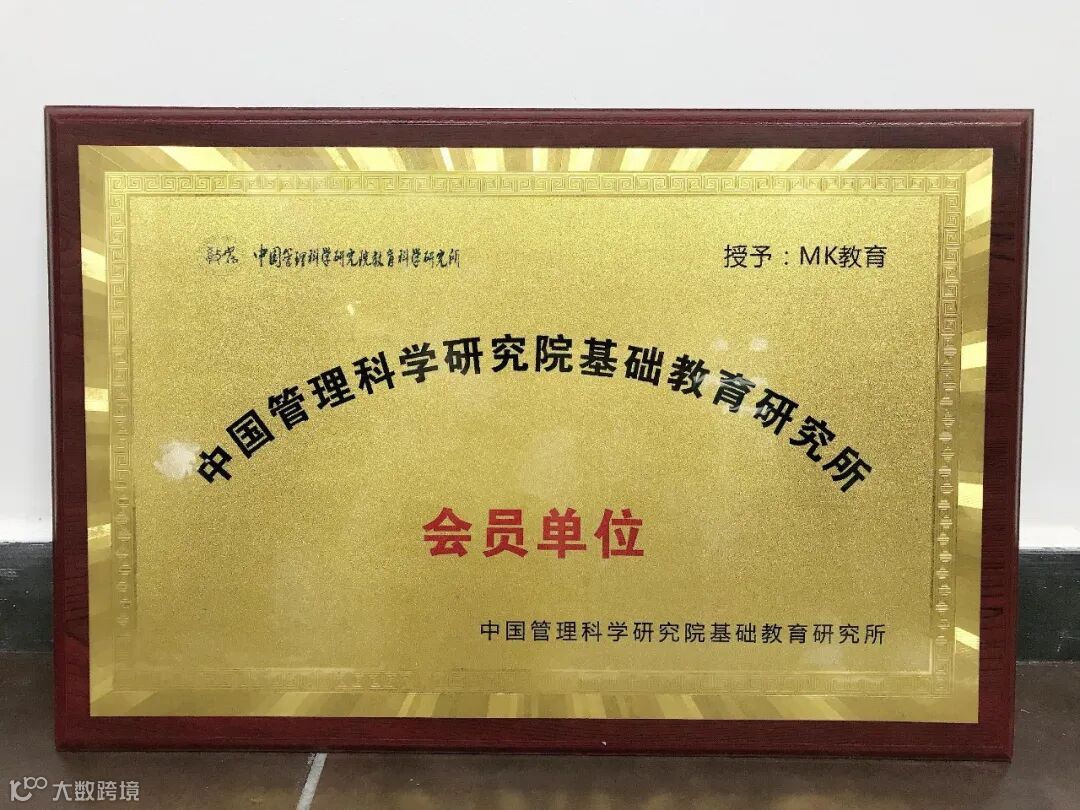 中国管理科学研究院教育科学研究所
授予：MK教育
中国管理科学研究院基础教育研究所
会员单位
中国管理科学研究院基础教育研究所
大数跨境